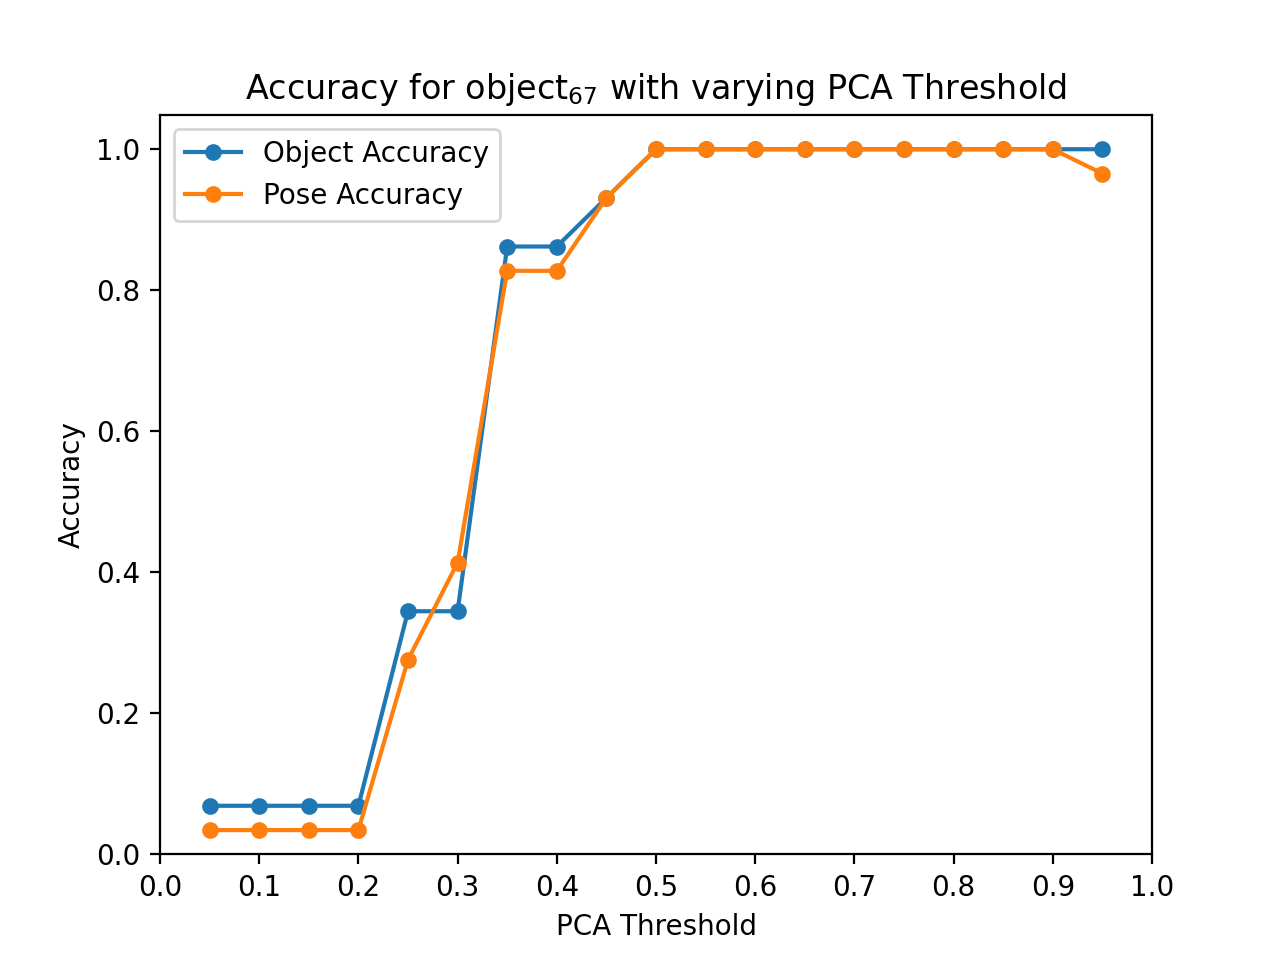 Accuracy for object₆₇ with varying PCA Threshold
Object Accuracy
Pose Accuracy
1.0
0.8
0.6
0.4
0.2
0.0
Accuracy
0.0 0.1 0.2 0.3 0.4 0.5 0.6 0.7 0.8 0.9 1.0
PCA Threshold